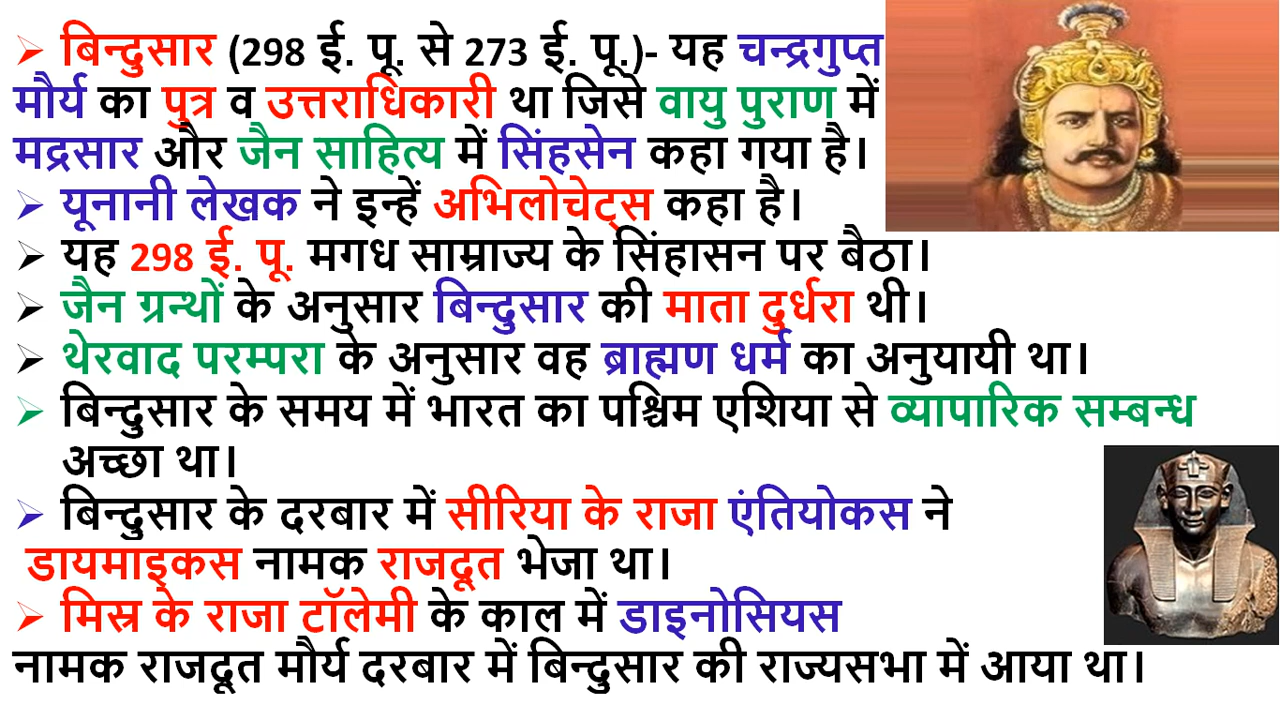 ➢ बिन्दुसार (298 ई. पू. से 273 ई. पू.)- यह चन्द्रगुप्त
मौर्य का पुत्र व उत्तराधिकारी था जिसे वायु पुराण में
मद्रसार और जैन साहित्य में सिंहसेन कहा गया है।
➢ यूनानी लेखक ने इन्हें अभिलोचेट्स कहा है।
➢ यह 298 ई. पू. मगध साम्राज्य के सिंहासन पर बैठा।
➢ जैन ग्रन्थों के अनुसार बिन्दुसार की माता दुर्धरा थी।
➢ थेरवाद परम्परा के अनुसार वह ब्राह्मण धर्म का अनुयायी था।
➢ बिन्दुसार के समय में भारत का पश्चिम एशिया से व्यापारिक सम्बन्ध
अच्छा था।
➢ बिन्दुसार के दरबार में सीरिया के राजा एंतियोकस ने
डायमाइकस नामक राजदूत भेजा था।
➢ मिस्र के राजा टॉलेमी के काल में डाइनोसियस
नामक राजदूत मौर्य दरबार में बिन्दुसार की राज्यसभा में आया था।